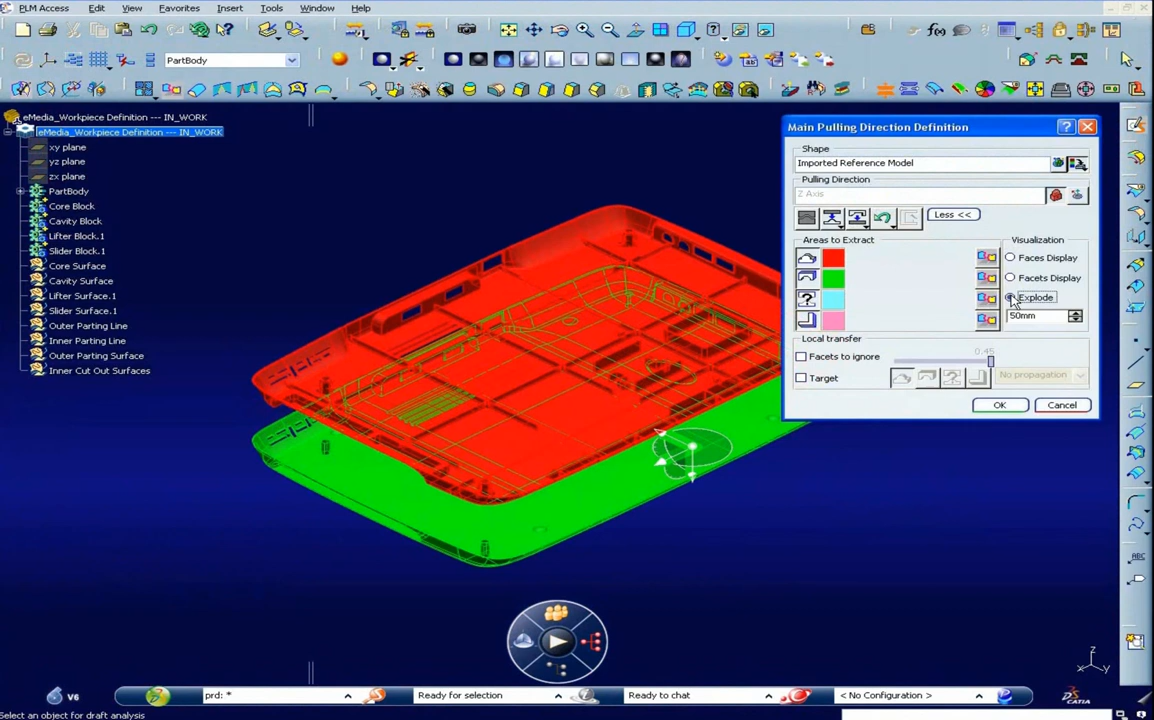 PLM Access Edit View Favorites Insert Tools Window Help
PartBody
eMedia_Workpiece Definition --- IN_WORK
eMedia_Workpiece Definition --- IN_WORK
xy plane
yz plane
zx plane
PartBody
Core Block
Cavity Block
Lifter Block.1
Slider Block.1
Core Surface
Cavity Surface
Lifter Surface.1
Slider Surface.1
Outer Parting Line
Inner Parting Line
Outer Parting Surface
Inner Cut Out Surfaces
Main Pulling Direction Definition
Shape
Imported Reference Model
Pulling Direction
Z Axis
Less <<
Areas to Extract
Visualization
Faces Display
Facets Display
Explode
50mm
Local transfer
Facets to ignore
0,45
Target
No propagation
OK Cancel
z
x y
V6 prd: * Ready for selection Ready to chat < No Configuration >
CATIA
Select an object for draft analysis